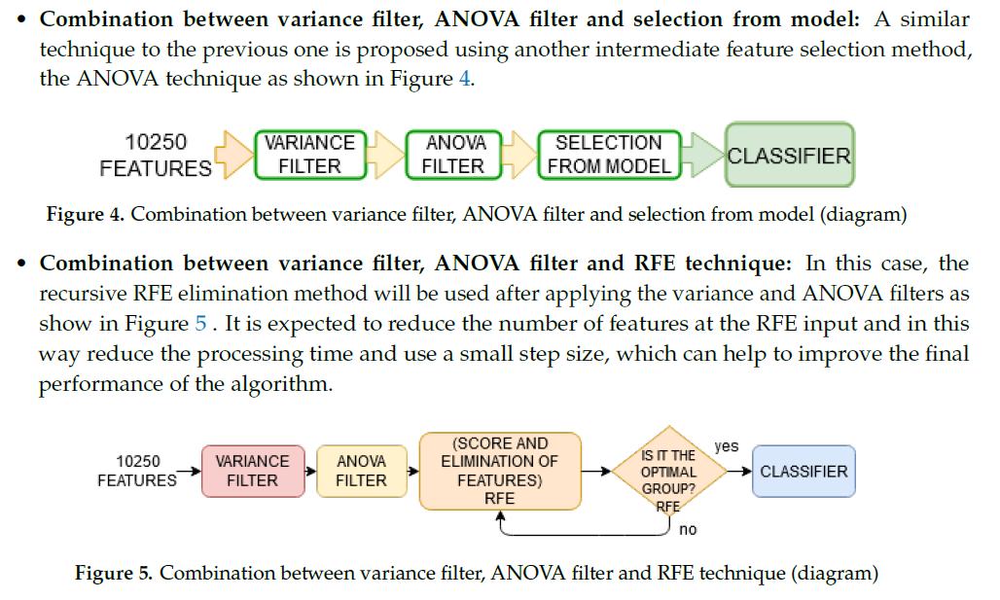 • Combination between variance filter, ANOVA filter and selection from model: A similar
technique to the previous one is proposed using another intermediate feature selection method,
the ANOVA technique as shown in Figure 4.
10250
FEATURES
VARIANCE
FILTER
ANOVA
FILTER
SELECTION
FROM MODEL
CLASSIFIER
Figure 4. Combination between variance filter, ANOVA filter and selection from model (diagram)
• Combination between variance filter, ANOVA filter and RFE technique: In this case, the
recursive RFE elimination method will be used after applying the variance and ANOVA filters as
show in Figure 5 . It is expected to reduce the number of features at the RFE input and in this
way reduce the processing time and use a small step size, which can help to improve the final
performance of the algorithm.
10250
FEATURES
VARIANCE
FILTER
ANOVA
FILTER
(SCORE AND
ELIMINATION OF
FEATURES)
RFE
IS IT THE
OPTIMAL
GROUP?
RFE
yes
no
CLASSIFIER
Figure 5. Combination between variance filter, ANOVA filter and RFE technique (diagram)